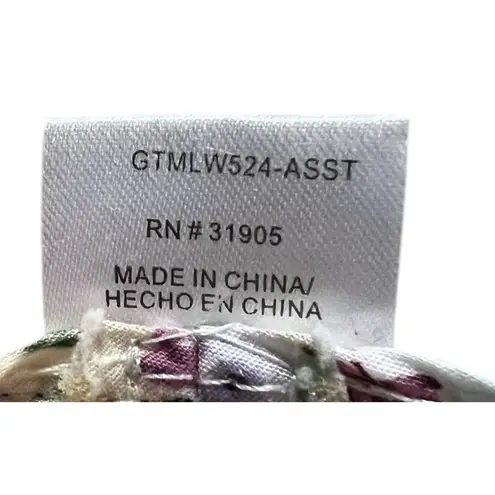 GTMLW524-ASST
RN # 31905
MADE IN CHINA/
HECHO EN CHINA